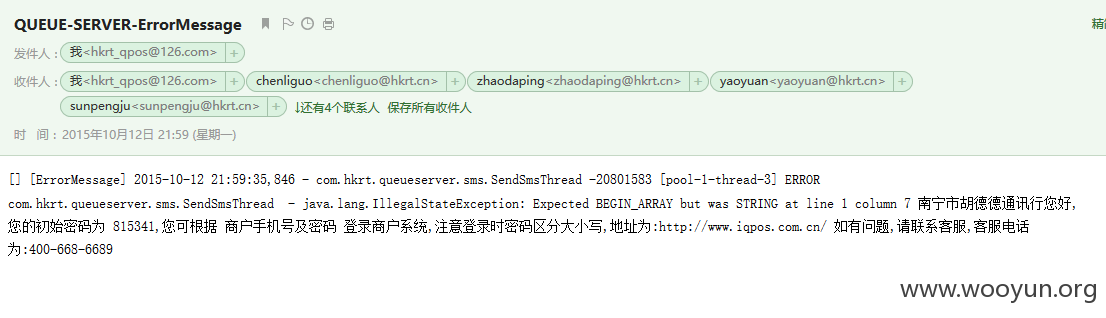 QUEUE-SERVER-ErrorMessage
精
发件人：我<hkrt_qpos@126.com> +
收件人：我<hkrt_qpos@126.com> + chenliguo<chenliguo@hkrt.cn> + zhaodaping<zhaodaping@hkrt.cn> + yaoyuan<yaoyuan@hkrt.cn> +
sunpengju<sunpengju@hkrt.cn> + ↓还有4个联系人 保存所有收件人
时 间：2015年10月12日 21:59 (星期一)
[] [ErrorMessage] 2015-10-12 21:59:35,846 - com.hkrt.queueserver.sms.SendSmsThread -20801583 [pool-1-thread-3] ERROR
com.hkrt.queueserver.sms.SendSmsThread - java.lang.IllegalStateException: Expected BEGIN_ARRAY but was STRING at line 1 column 7 南宁市胡德德通讯行您好,
您的初始密码为 815341,您可根据 商户手机号及密码 登录商户系统,注意登录时密码区分大小写,地址为:http://www.iqpos.com.cn/ 如有问题,请联系客服,客服电话
为:400-668-6689
www.wooyun.org